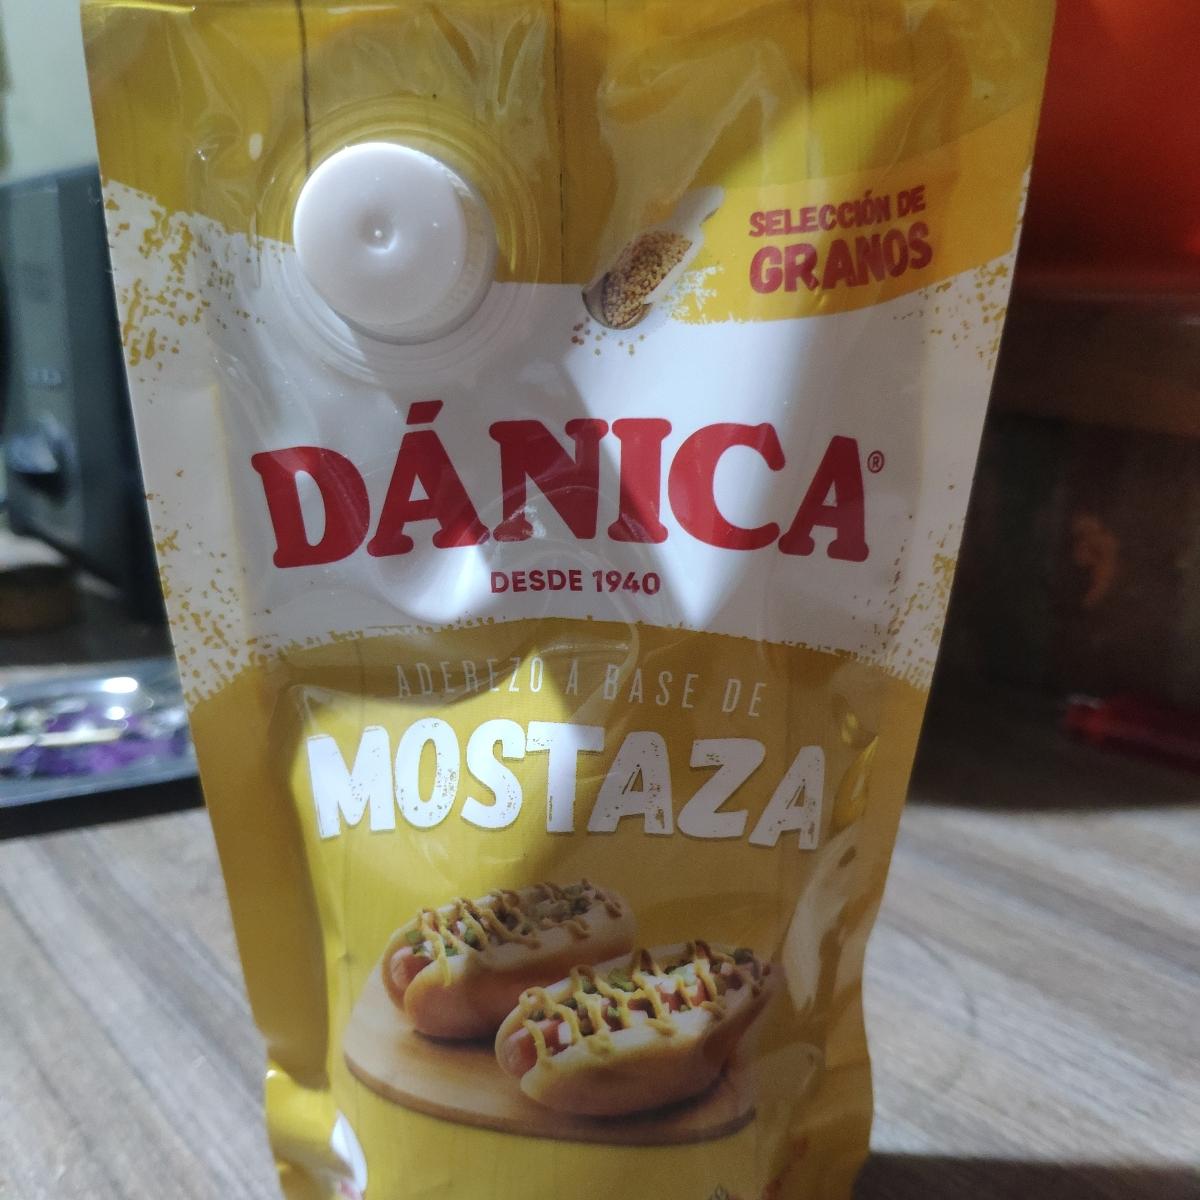 SELECCIÓN DE
GRANOS
DÁNICA®
DESDE 1940
ADEREZO A BASE DE
MOSTAZA